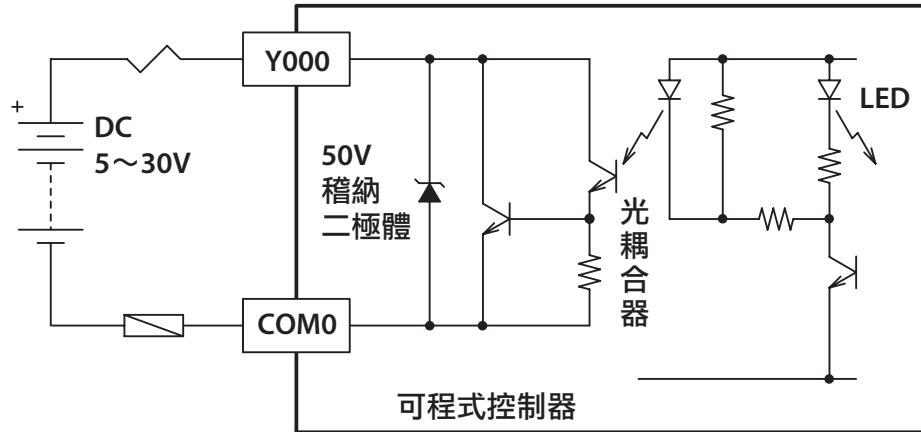 Y000
+
DC
5～30V
50V
稽納
二極體
光耦合器
LED
COM0
可程式控制器